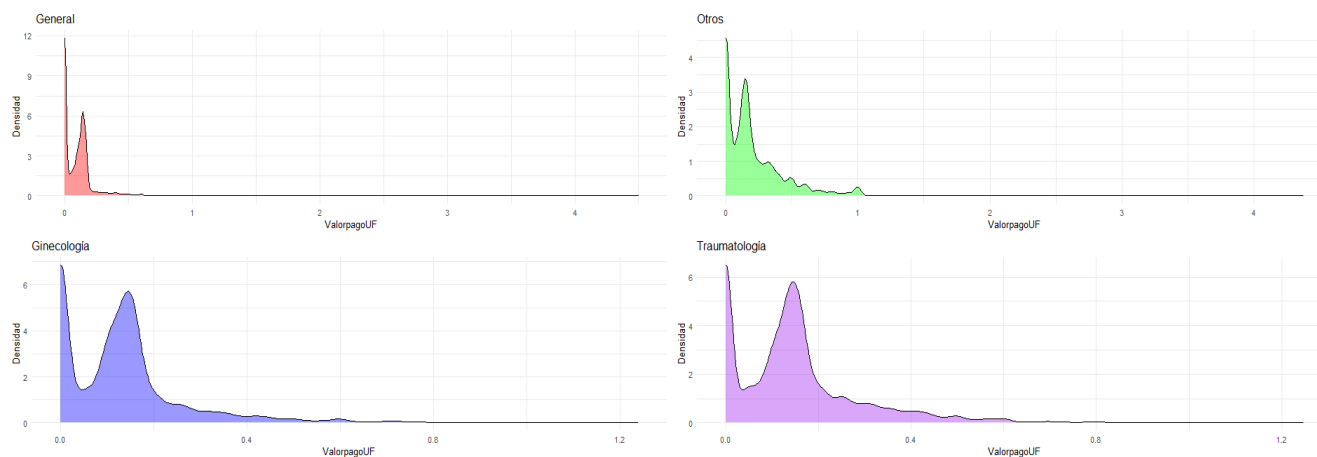 General
12
9
6
3
0
Densidad
0 1 2 3 4
ValorpagoUF
Otros
4
3
2
1
0
Densidad
0 1 2 3 4
ValorpagoUF
Ginecología
6
4
2
0
Densidad
0.0 0.4 0.8 1.2
ValorpagoUF
Traumatología
6
4
2
0
Densidad
0.0 0.4 0.8 1.2
ValorpagoUF